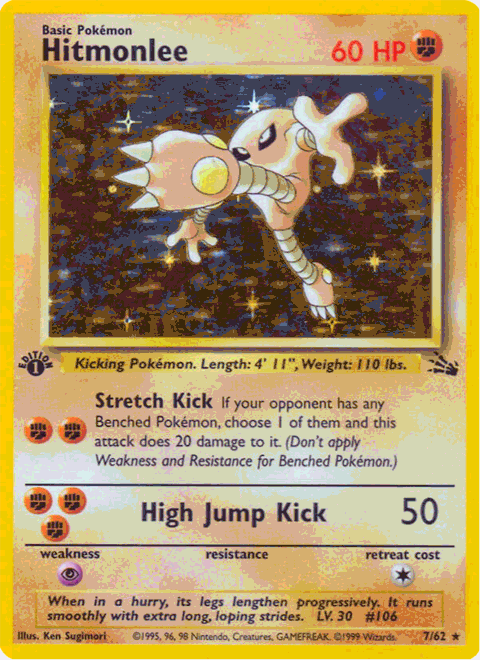 Basic Pokémon
Hitmonlee
60 HP
EDITION
1
Kicking Pokémon. Length: 4' 11", Weight: 110 lbs.
Stretch Kick If your opponent has any
Benched Pokémon, choose 1 of them and this
attack does 20 damage to it. (Don't apply
Weakness and Resistance for Benched Pokémon.)
High Jump Kick 50
weakness resistance retreat cost
When in a hurry, its legs lengthen progressively. It runs
smoothly with extra long, loping strides. LV. 30 #106
Illus. Ken Sugimori ©1995, 96, 98 Nintendo, Creatures, GAMEFREAK. ©1999 Wizards. 7/62 ★